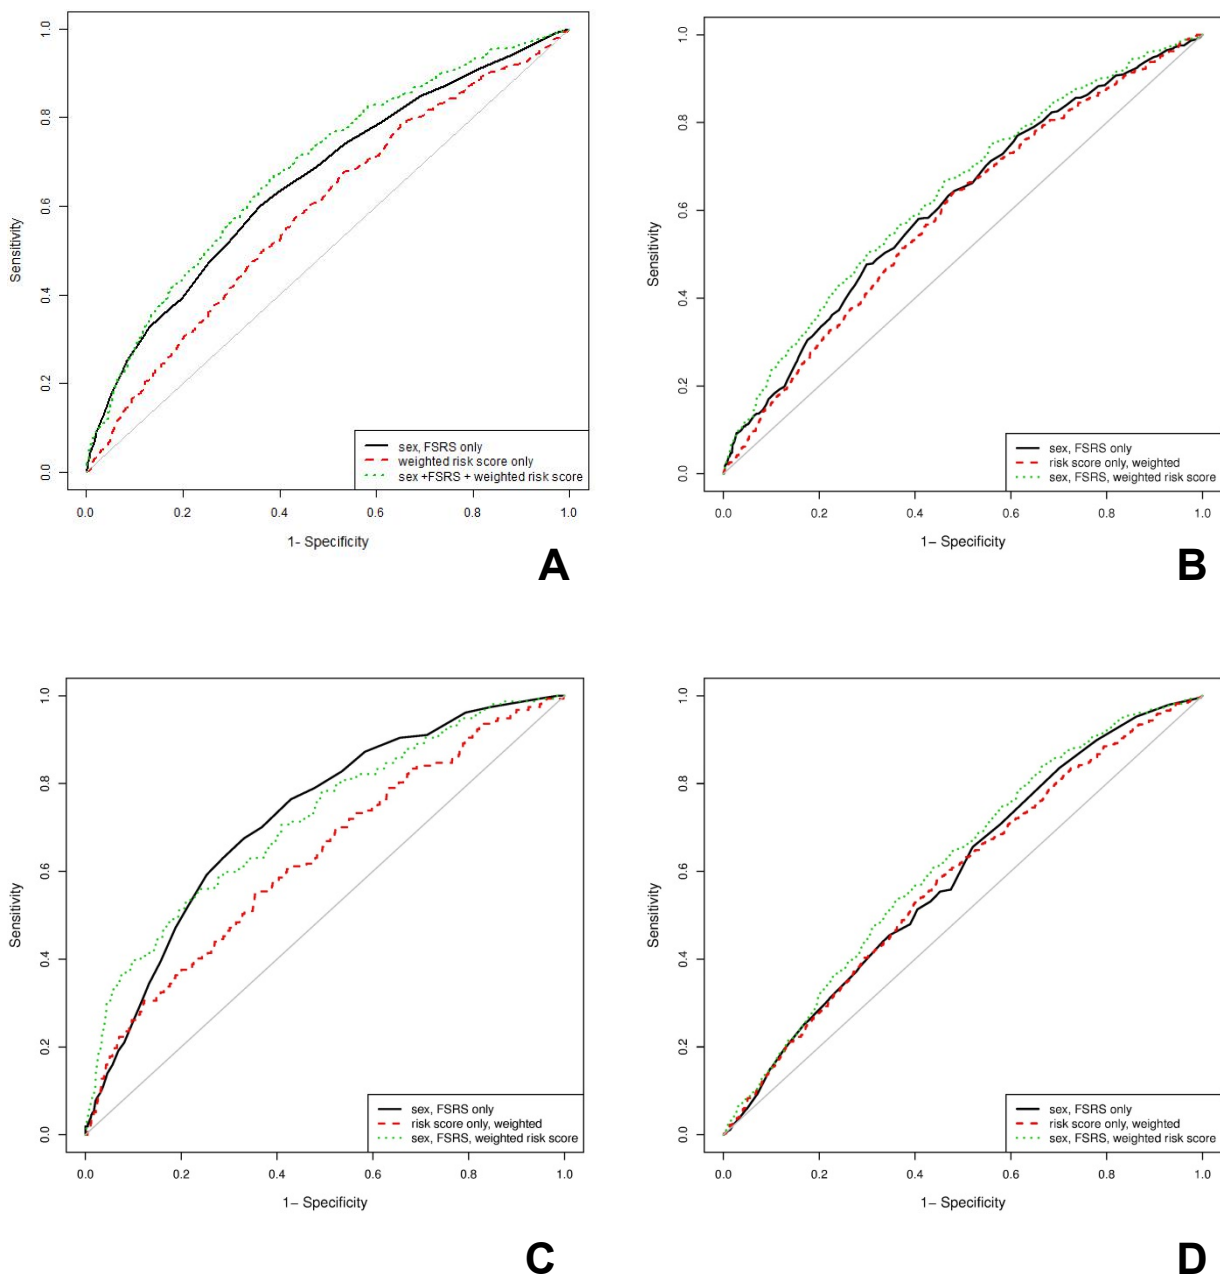 1.0
0.8
0.6
0.4
0.2
0.0
Sensitivity
0.0 0.2 0.4 0.6 0.8 1.0
1- Specificity
sex, FSRS only
weighted risk score only
sex +FSRS + weighted risk score
A
1.0
0.8
0.6
0.4
0.2
0.0
Sensitivity
0.0 0.2 0.4 0.6 0.8 1.0
1− Specificity
sex, FSRS only
risk score only, weighted
sex, FSRS, weighted risk score
B
1.0
0.8
0.6
0.4
0.2
0.0
Sensitivity
0.0 0.2 0.4 0.6 0.8 1.0
1− Specificity
sex, FSRS only
risk score only, weighted
sex, FSRS, weighted risk score
C
1.0
0.8
0.6
0.4
0.2
0.0
Sensitivity
0.0 0.2 0.4 0.6 0.8 1.0
1− Specificity
sex, FSRS only
risk score only, weighted
sex, FSRS, weighted risk score
D